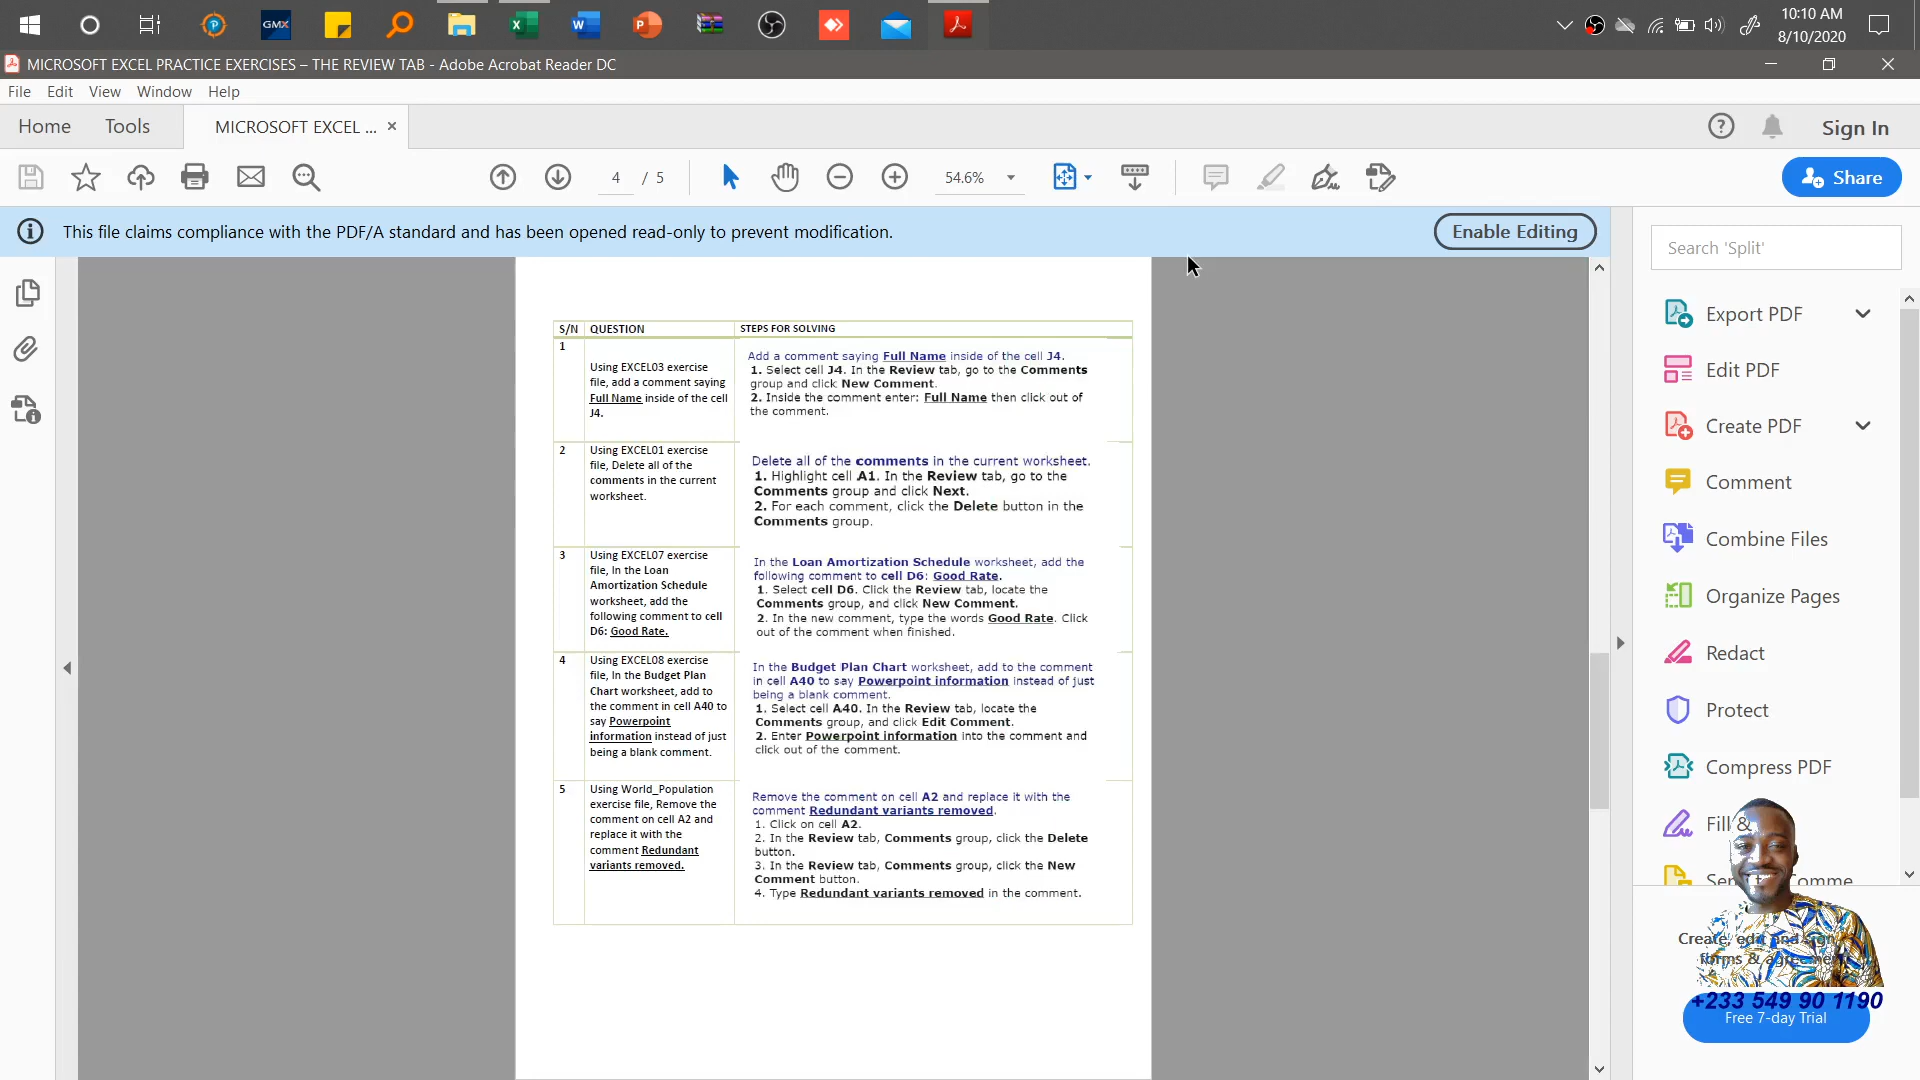 GMX
10:10 AM
8/10/2020
MICROSOFT EXCEL PRACTICE EXERCISES – THE REVIEW TAB - Adobe Acrobat Reader DC
File Edit View Window Help
Home Tools MICROSOFT EXCEL ... × Sign In
4 / 5 54.6% Share
This file claims compliance with the PDF/A standard and has been opened read-only to prevent modification. Enable Editing
Search 'Split'
Export PDF
Edit PDF
Create PDF
Comment
Combine Files
Organize Pages
Redact
Protect
Compress PDF
Fill &
Comme
Create, edit and sign
forms & agreements
+233 549 90 1190
Free 7-day Trial
S/N QUESTION STEPS FOR SOLVING
1
Using EXCEL03 exercise
file, add a comment saying
Full Name inside of the cell
J4.
Add a comment saying Full Name inside of the cell J4.
1. Select cell J4. In the Review tab, go to the Comments
group and click New Comment.
2. Inside the comment enter: Full Name then click out of
the comment.
2 Using EXCEL01 exercise
file, Delete all of the
comments in the current
worksheet.
Delete all of the comments in the current worksheet.
1. Highlight cell A1. In the Review tab, go to the
Comments group and click Next.
2. For each comment, click the Delete button in the
Comments group.
3 Using EXCEL07 exercise
file, In the Loan
Amortization Schedule
worksheet, add the
following comment to cell
D6: Good Rate.
In the Loan Amortization Schedule worksheet, add the
following comment to cell D6: Good Rate.
1. Select cell D6. Click the Review tab, locate the
Comments group, and click New Comment.
2. In the new comment, type the words Good Rate. Click
out of the comment when finished.
4 Using EXCEL08 exercise
file, In the Budget Plan
Chart worksheet, add to
the comment in cell A40 to
say Powerpoint
information instead of just
being a blank comment.
In the Budget Plan Chart worksheet, add to the comment
in cell A40 to say Powerpoint information instead of just
being a blank comment.
1. Select cell A40. In the Review tab, locate the
Comments group, and click Edit Comment.
2. Enter Powerpoint information into the comment and
click out of the comment.
5 Using World_Population
exercise file, Remove the
comment on cell A2 and
replace it with the
comment Redundant
variants removed.
Remove the comment on cell A2 and replace it with the
comment Redundant variants removed.
1. Click on cell A2.
2. In the Review tab, Comments group, click the Delete
button.
3. In the Review tab, Comments group, click the New
Comment button.
4. Type Redundant variants removed in the comment.